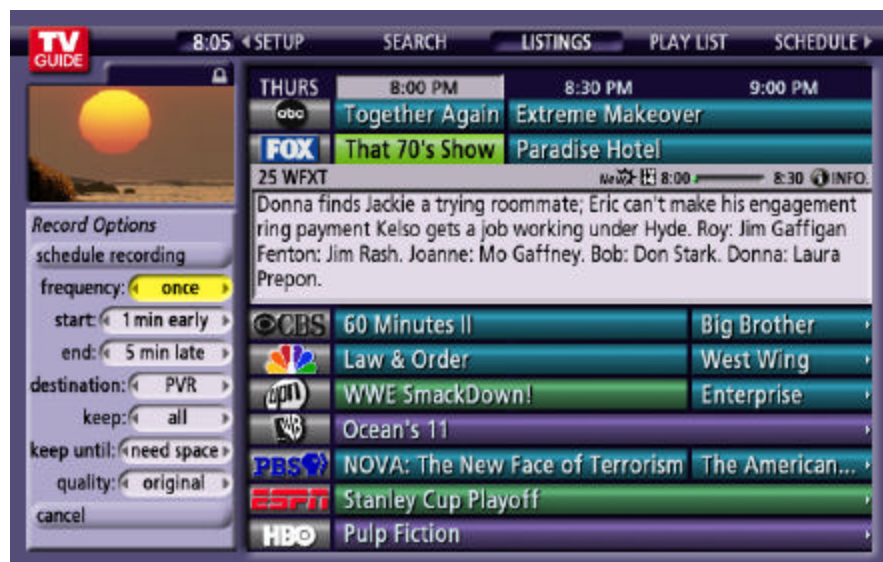 TV
GUIDE
8:05
SETUP SEARCH LISTINGS PLAY LIST SCHEDULE
THURS 8:00 PM 8:30 PM 9:00 PM
abc Together Again Extreme Makeover
FOX That 70's Show Paradise Hotel
25 WFXT New 8:00 8:30 INFO.
Donna finds Jackie a trying roommate; Eric can't make his engagement
ring payment Kelso gets a job working under Hyde. Roy: Jim Gaffigan
Fenton: Jim Rash. Joanne: Mo Gaffney. Bob: Don Stark. Donna: Laura
Prepon.
CBS 60 Minutes II Big Brother
Law & Order West Wing
upn WWE SmackDown! Enterprise
WB Ocean's 11
PBS NOVA: The New Face of Terrorism The American...
ESPN Stanley Cup Playoff
HBO Pulp Fiction
Record Options
schedule recording
frequency: once
start: 1 min early
end: 5 min late
destination: PVR
keep: all
keep until: need space
quality: original
cancel